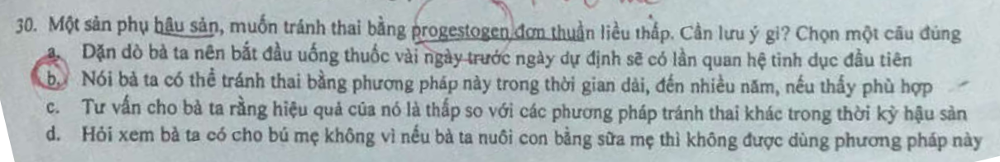 30. Một sản phụ hậu sản, muốn tránh thai bằng progestogen đơn thuần liều thấp. Cần lưu ý gì? Chọn một câu đúng
a. Dặn dò bà ta nên bắt đầu uống thuốc vài ngày trước ngày dự định sẽ có lần quan hệ tình dục đầu tiên
b. Nói bà ta có thể tránh thai bằng phương pháp này trong thời gian dài, đến nhiều năm, nếu thấy phù hợp
c. Tư vấn cho bà ta rằng hiệu quả của nó là thấp so với các phương pháp tránh thai khác trong thời kỳ hậu sản
d. Hỏi xem bà ta có cho bú mẹ không vì nếu bà ta nuôi con bằng sữa mẹ thì không được dùng phương pháp này